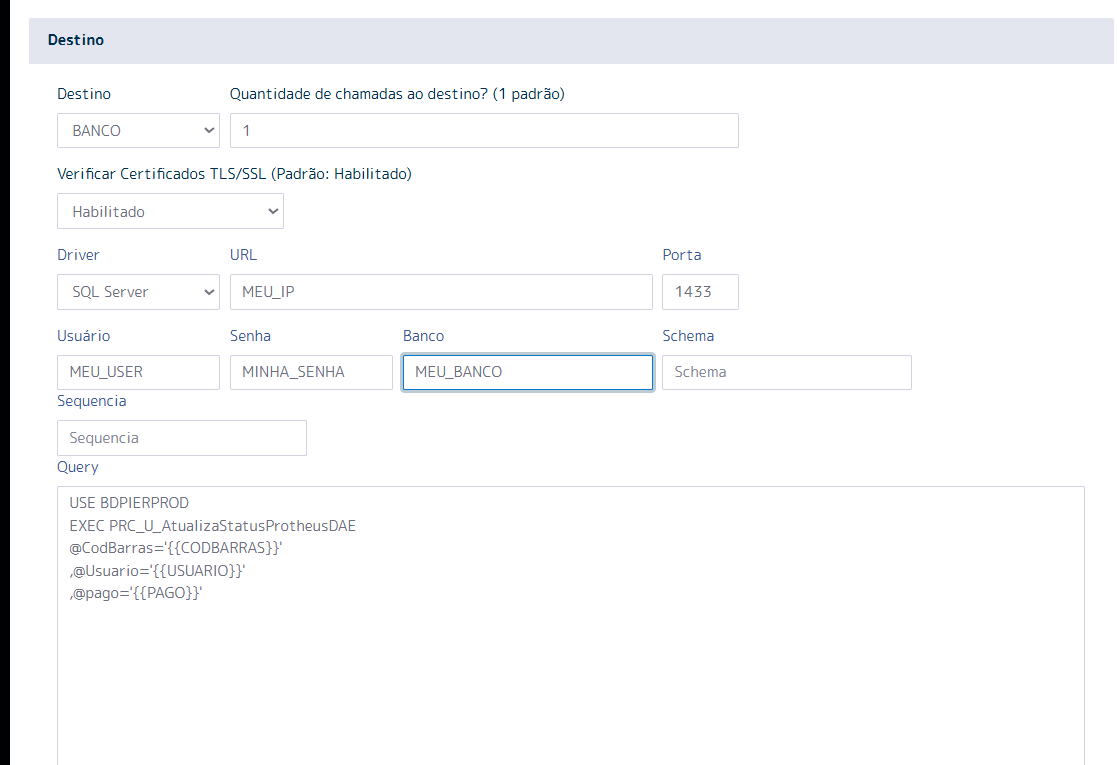 Destino
Destino Quantidade de chamadas ao destino? (1 padrão)
BANCO 1
Verificar Certificados TLS/SSL (Padrão: Habilitado)
Habilitado
Driver URL Porta
SQL Server MEU_IP 1433
Usuário Senha Banco Schema
MEU_USER MINHA_SENHA MEU_BANCO Schema
Sequencia
Sequencia
Query
USE BDPIERPROD
EXEC PRC_U_AtualizaStatusProtheusDAE
@CodBarras='{{CODBARRAS}}'
,@Usuario='{{USUARIO}}'
,@pago='{{PAGO}}'